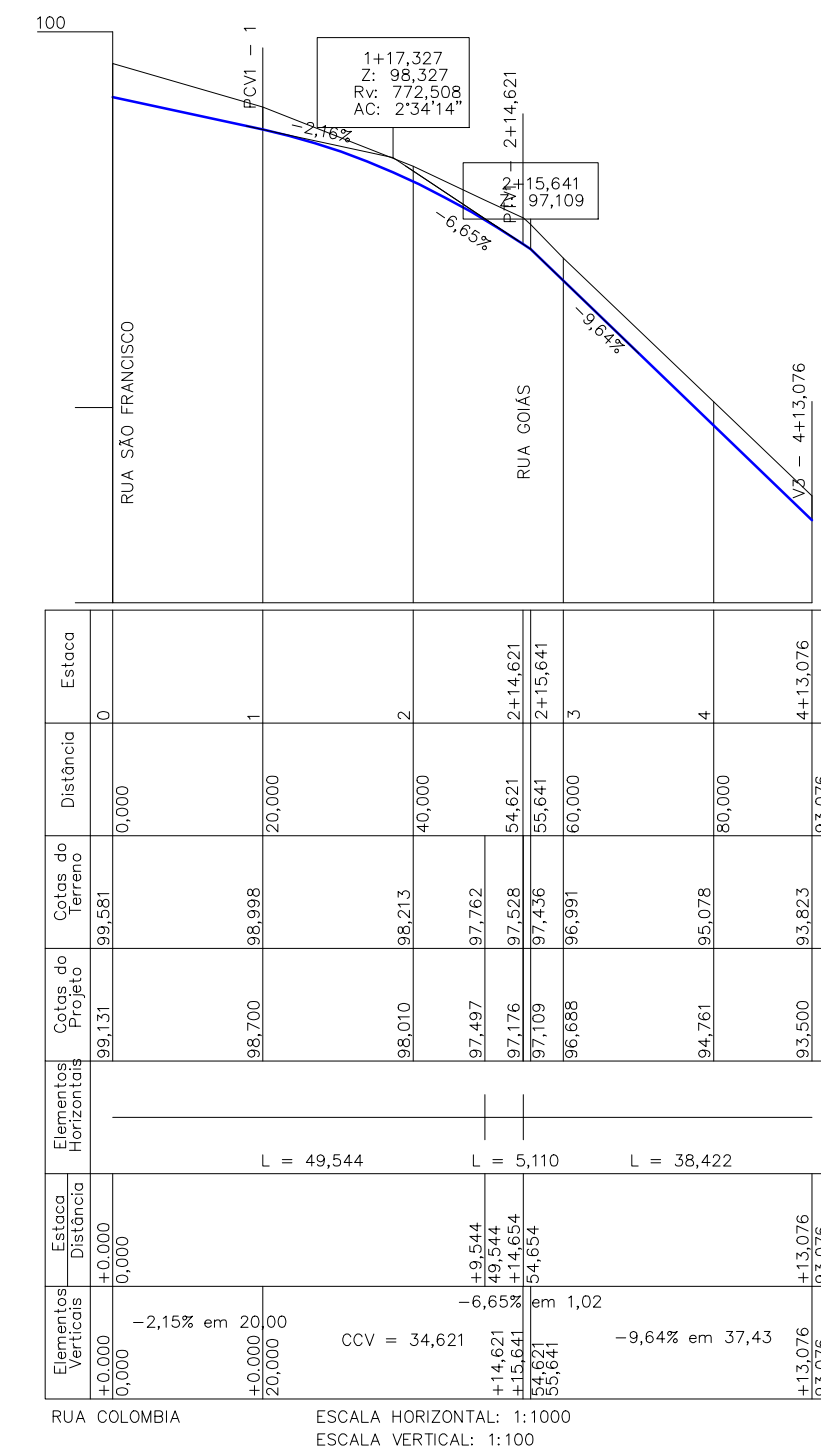 100
PCV1 - 1
1+17,327
Z: 98,327
Rv: 772,508
AC: 2°34'14"
-2,16%
PTV1 - 2+14,621
2+15,641
Z: 97,109
-6,65%
-9,64%
RUA SÃO FRANCISCO
RUA GOIÁS
V3 - 4+13,076
Estaca
0
1
2
2+14,621
2+15,641
3
4
4+13,076
Distância
0,000
20,000
40,000
54,621
55,641
60,000
80,000
93,076
Cotas do
Terreno
99,581
98,998
98,213
97,762
97,528
97,436
96,991
95,078
93,823
Cotas do
Projeto
99,131
98,700
98,010
97,497
97,176
97,109
96,688
94,761
93,500
Elementos
Horizontais
L = 49,544
L = 5,110
L = 38,422
Estaca
Distância
+0.000
0,000
+9,544
49,544
+14,654
54,654
+13,076
93,076
Elementos
Verticais
+0.000
0,000
-2,15% em 20,00
+0.000
20,000
CCV = 34,621
-6,65% em 1,02
+14,621
+15,641
54,621
55,641
-9,64% em 37,43
+13,076
93,076
RUA COLOMBIA
ESCALA HORIZONTAL: 1:1000
ESCALA VERTICAL: 1:100